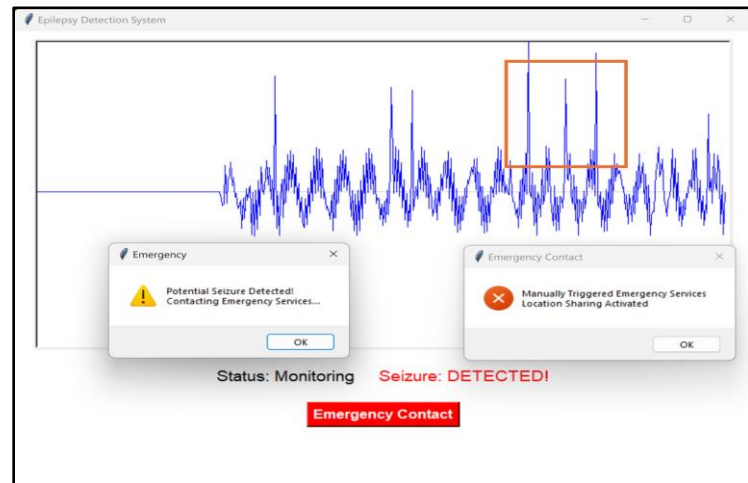 Epilepsy Detection System
Emergency
Potential Seizure Detected!
Contacting Emergency Services...
OK
Emergency Contact
Manually Triggered Emergency Services
Location Sharing Activated
OK
Status: Monitoring Seizure: DETECTED!
Emergency Contact